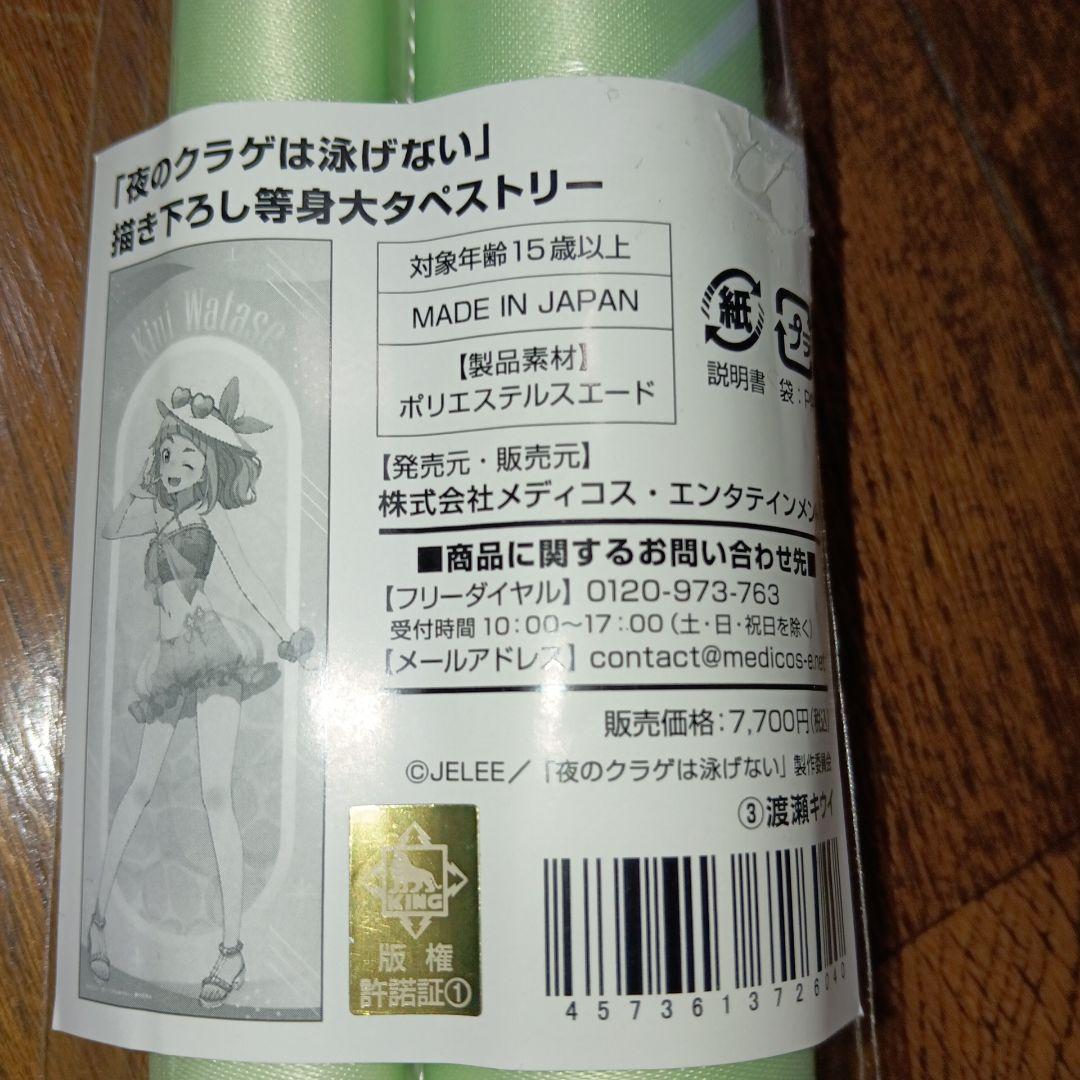 「夜のクラゲは泳げない」
描き下ろし等身大タペストリー
Kiui Watase
対象年齢15歳以上
MADE IN JAPAN
【製品素材】
ポリエステルスエード
紙
説明書
プラ
袋：P
【発売元・販売元】
株式会社メディコス・エンタテインメン
■商品に関するお問い合わせ先■
【フリーダイヤル】0120-973-763
受付時間10：00～17：00（土・日・祝日を除く）
【メールアドレス】contact@medicos-e.net
販売価格：7,700円（税込）
©JELEE／「夜のクラゲは泳げない」製作委員会
③渡瀬キウイ
KING
版権
許諾証①
4573613726040